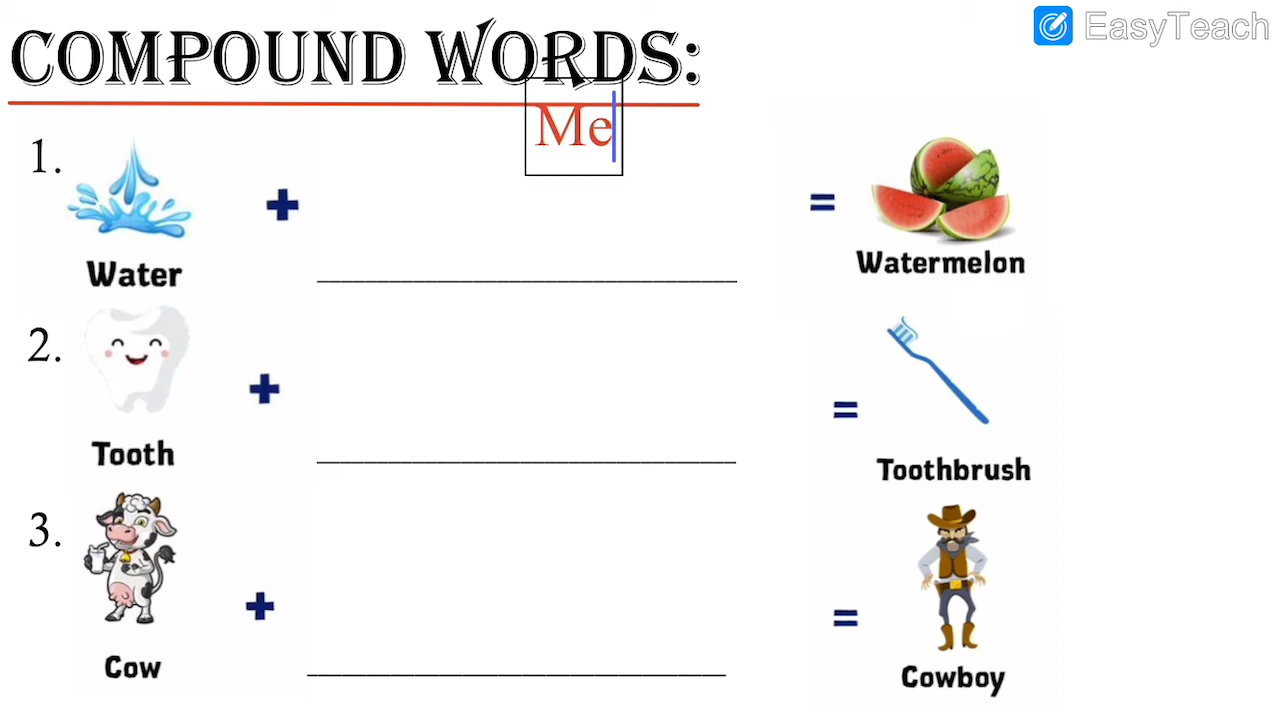 EasyTeach
COMPOUND WORDS:
Me
1.
+
=
Water
Watermelon
2.
+
=
Tooth
Toothbrush
3.
+
=
Cow
Cowboy